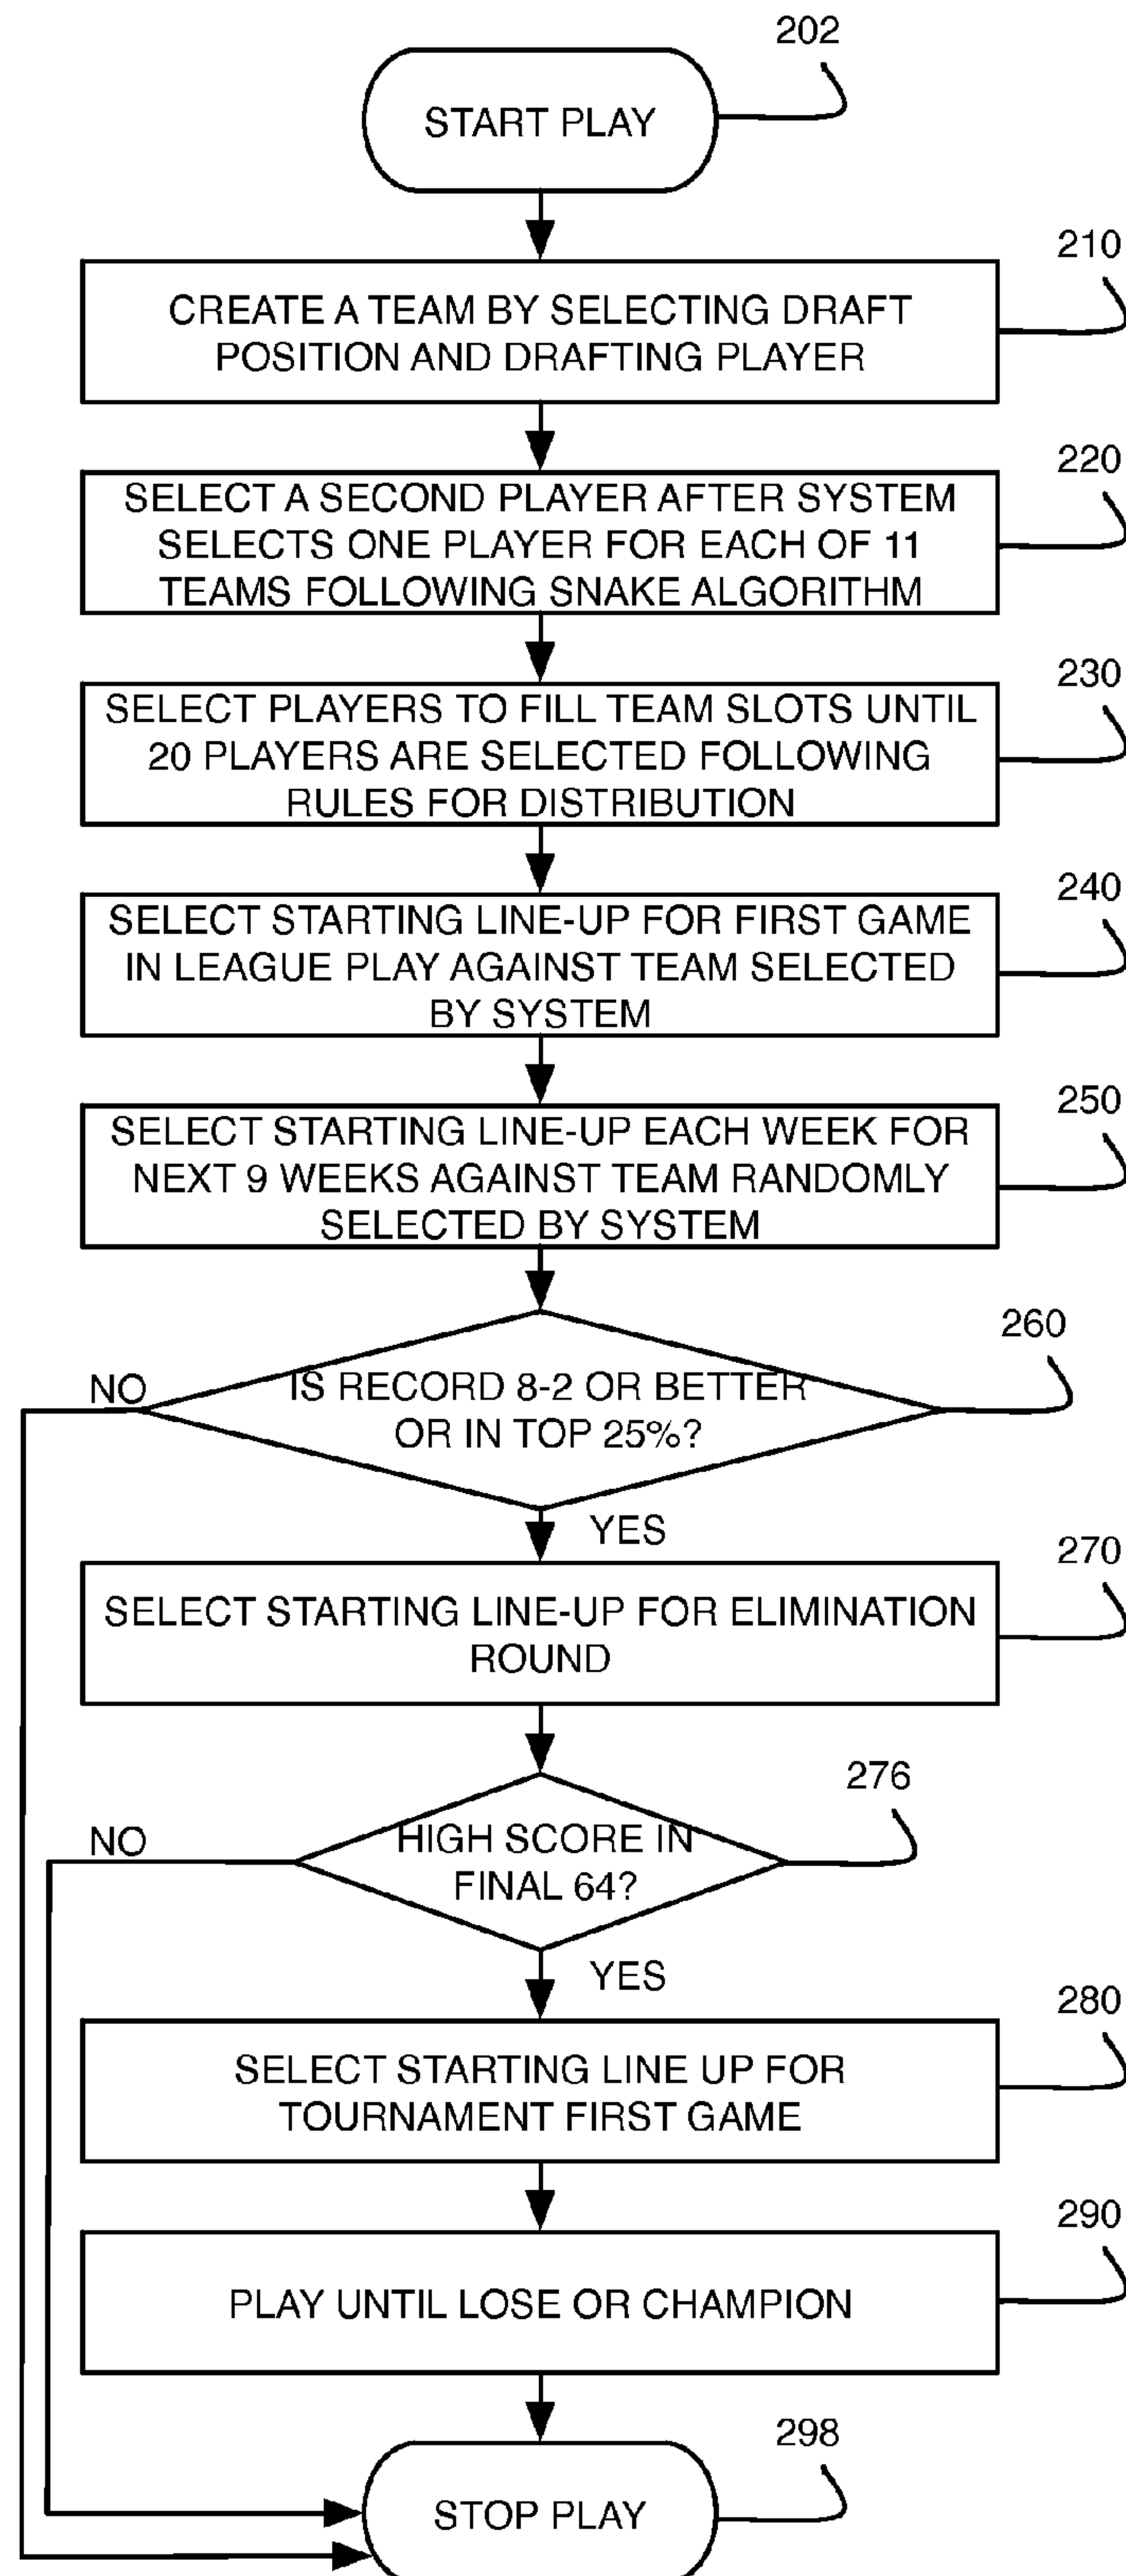 202
START PLAY
210
CREATE A TEAM BY SELECTING DRAFT
POSITION AND DRAFTING PLAYER
220
SELECT A SECOND PLAYER AFTER SYSTEM
SELECTS ONE PLAYER FOR EACH OF 11
TEAMS FOLLOWING SNAKE ALGORITHM
230
SELECT PLAYERS TO FILL TEAM SLOTS UNTIL
20 PLAYERS ARE SELECTED FOLLOWING
RULES FOR DISTRIBUTION
240
SELECT STARTING LINE-UP FOR FIRST GAME
IN LEAGUE PLAY AGAINST TEAM SELECTED
BY SYSTEM
250
SELECT STARTING LINE-UP EACH WEEK FOR
NEXT 9 WEEKS AGAINST TEAM RANDOMLY
SELECTED BY SYSTEM
260
NO
IS RECORD 8-2 OR BETTER
OR IN TOP 25%?
YES
270
SELECT STARTING LINE-UP FOR ELIMINATION
ROUND
276
NO
HIGH SCORE IN
FINAL 64?
YES
280
SELECT STARTING LINE UP FOR
TOURNAMENT FIRST GAME
290
PLAY UNTIL LOSE OR CHAMPION
298
STOP PLAY